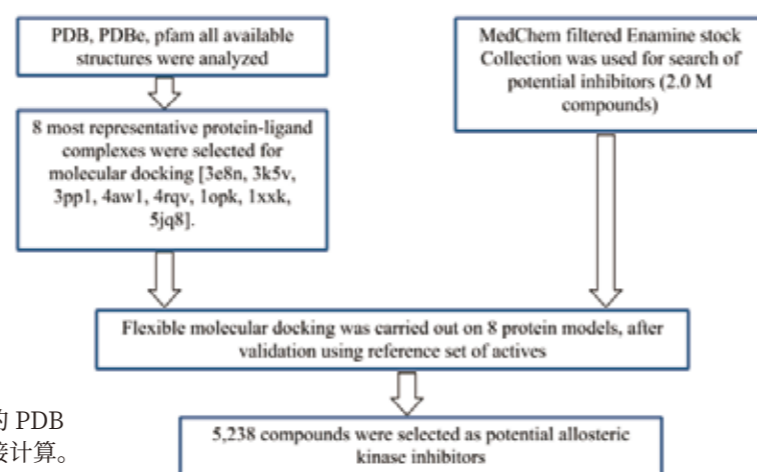 PDB, PDBe, pfam all available
structures were analyzed
MedChem filtered Enamine stock
Collection was used for search of
potential inhibitors (2.0 M
compounds)
8 most representative protein-ligand
complexes were selected for
molecular docking [3e8n, 3k5v,
3pp1, 4aw1, 4rqv, 1opk, 1xxk,
5jq8].
Flexible molecular docking was carried out on 8 protein models, after
validation using reference set of actives
的 PDB
接计算。
5,238 compounds were selected as potential allosteric
kinase inhibitors